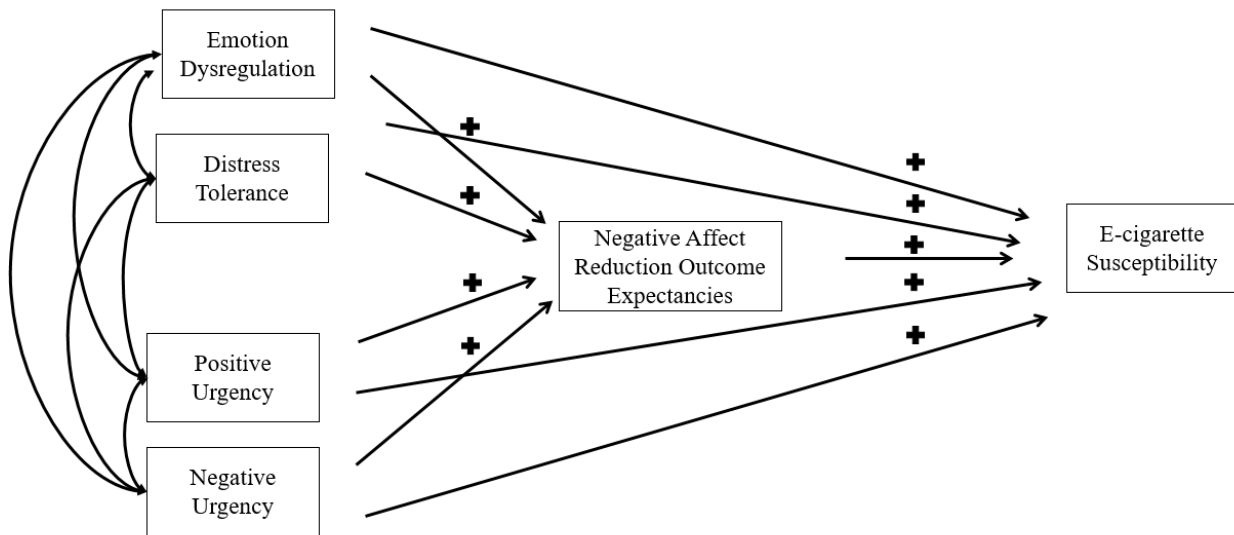 Emotion
Dysregulation
Distress
Tolerance
Negative Affect
Reduction Outcome
Expectancies
E-cigarette
Susceptibility
Positive
Urgency
Negative
Urgency